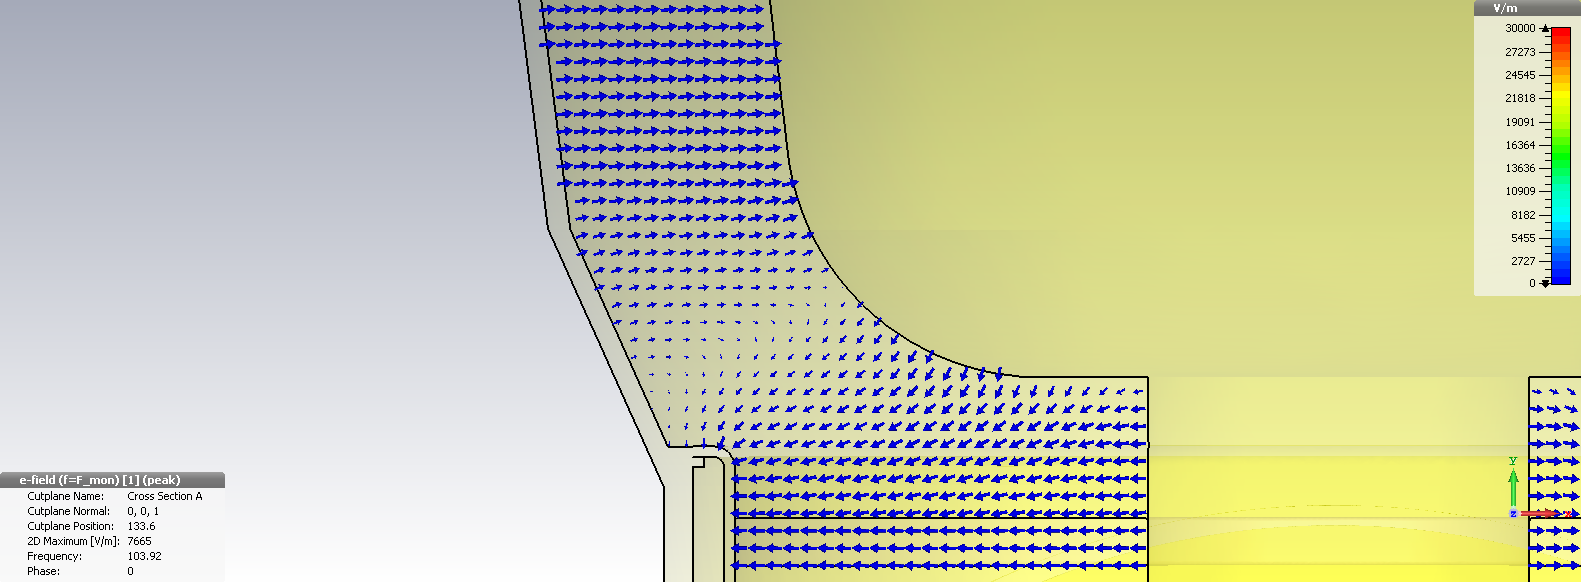 V/m
30000
27273
24545
21818
19091
16364
13636
10909
8182
5455
2727
0
Y
z x
e-field (f=F_mon) [1] (peak)
Cutplane Name: Cross Section A
Cutplane Normal: 0, 0, 1
Cutplane Position: 133.6
2D Maximum [V/m]: 7665
Frequency: 103.92
Phase: 0